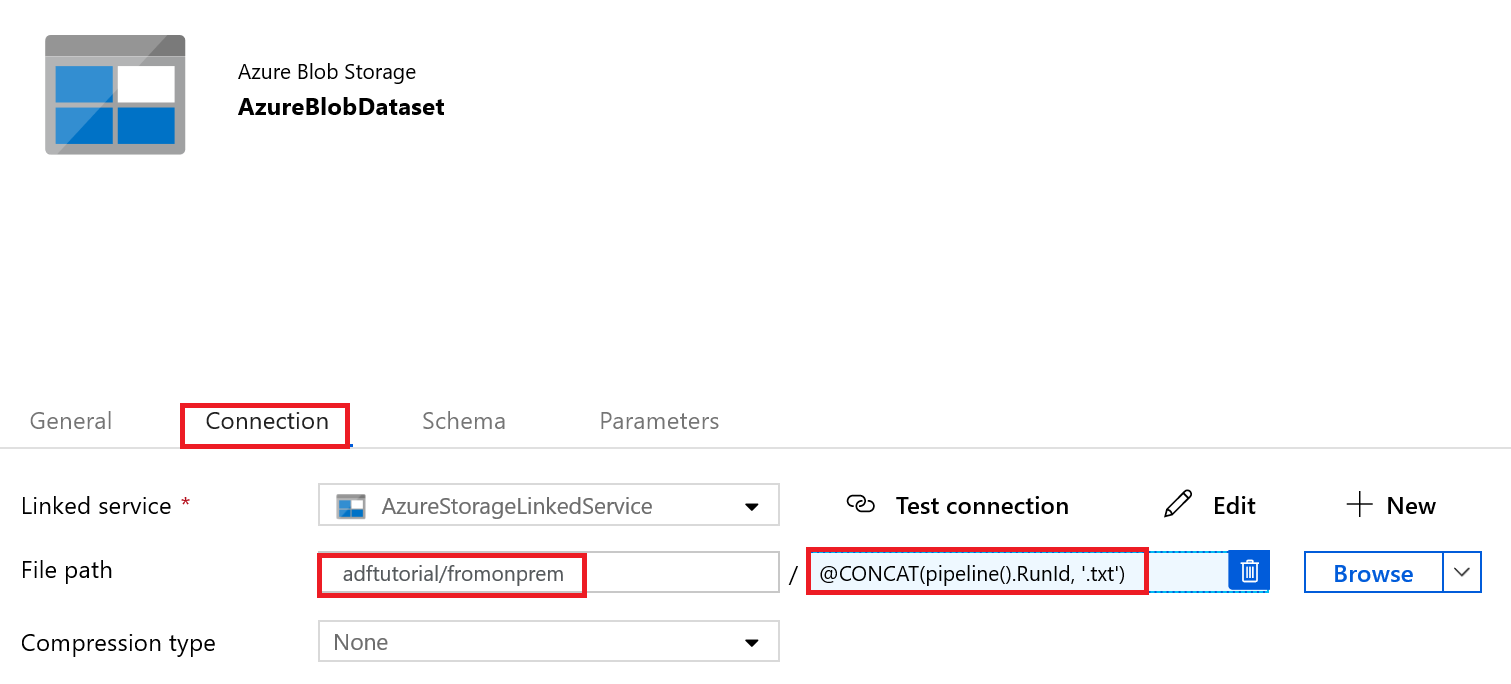 Azure Blob Storage
AzureBlobDataset
General Connection Schema Parameters
Linked service * AzureStorageLinkedService Test connection Edit New
File path adftutorial/fromonprem / @CONCAT(pipeline().RunId, '.txt') Browse
Compression type None